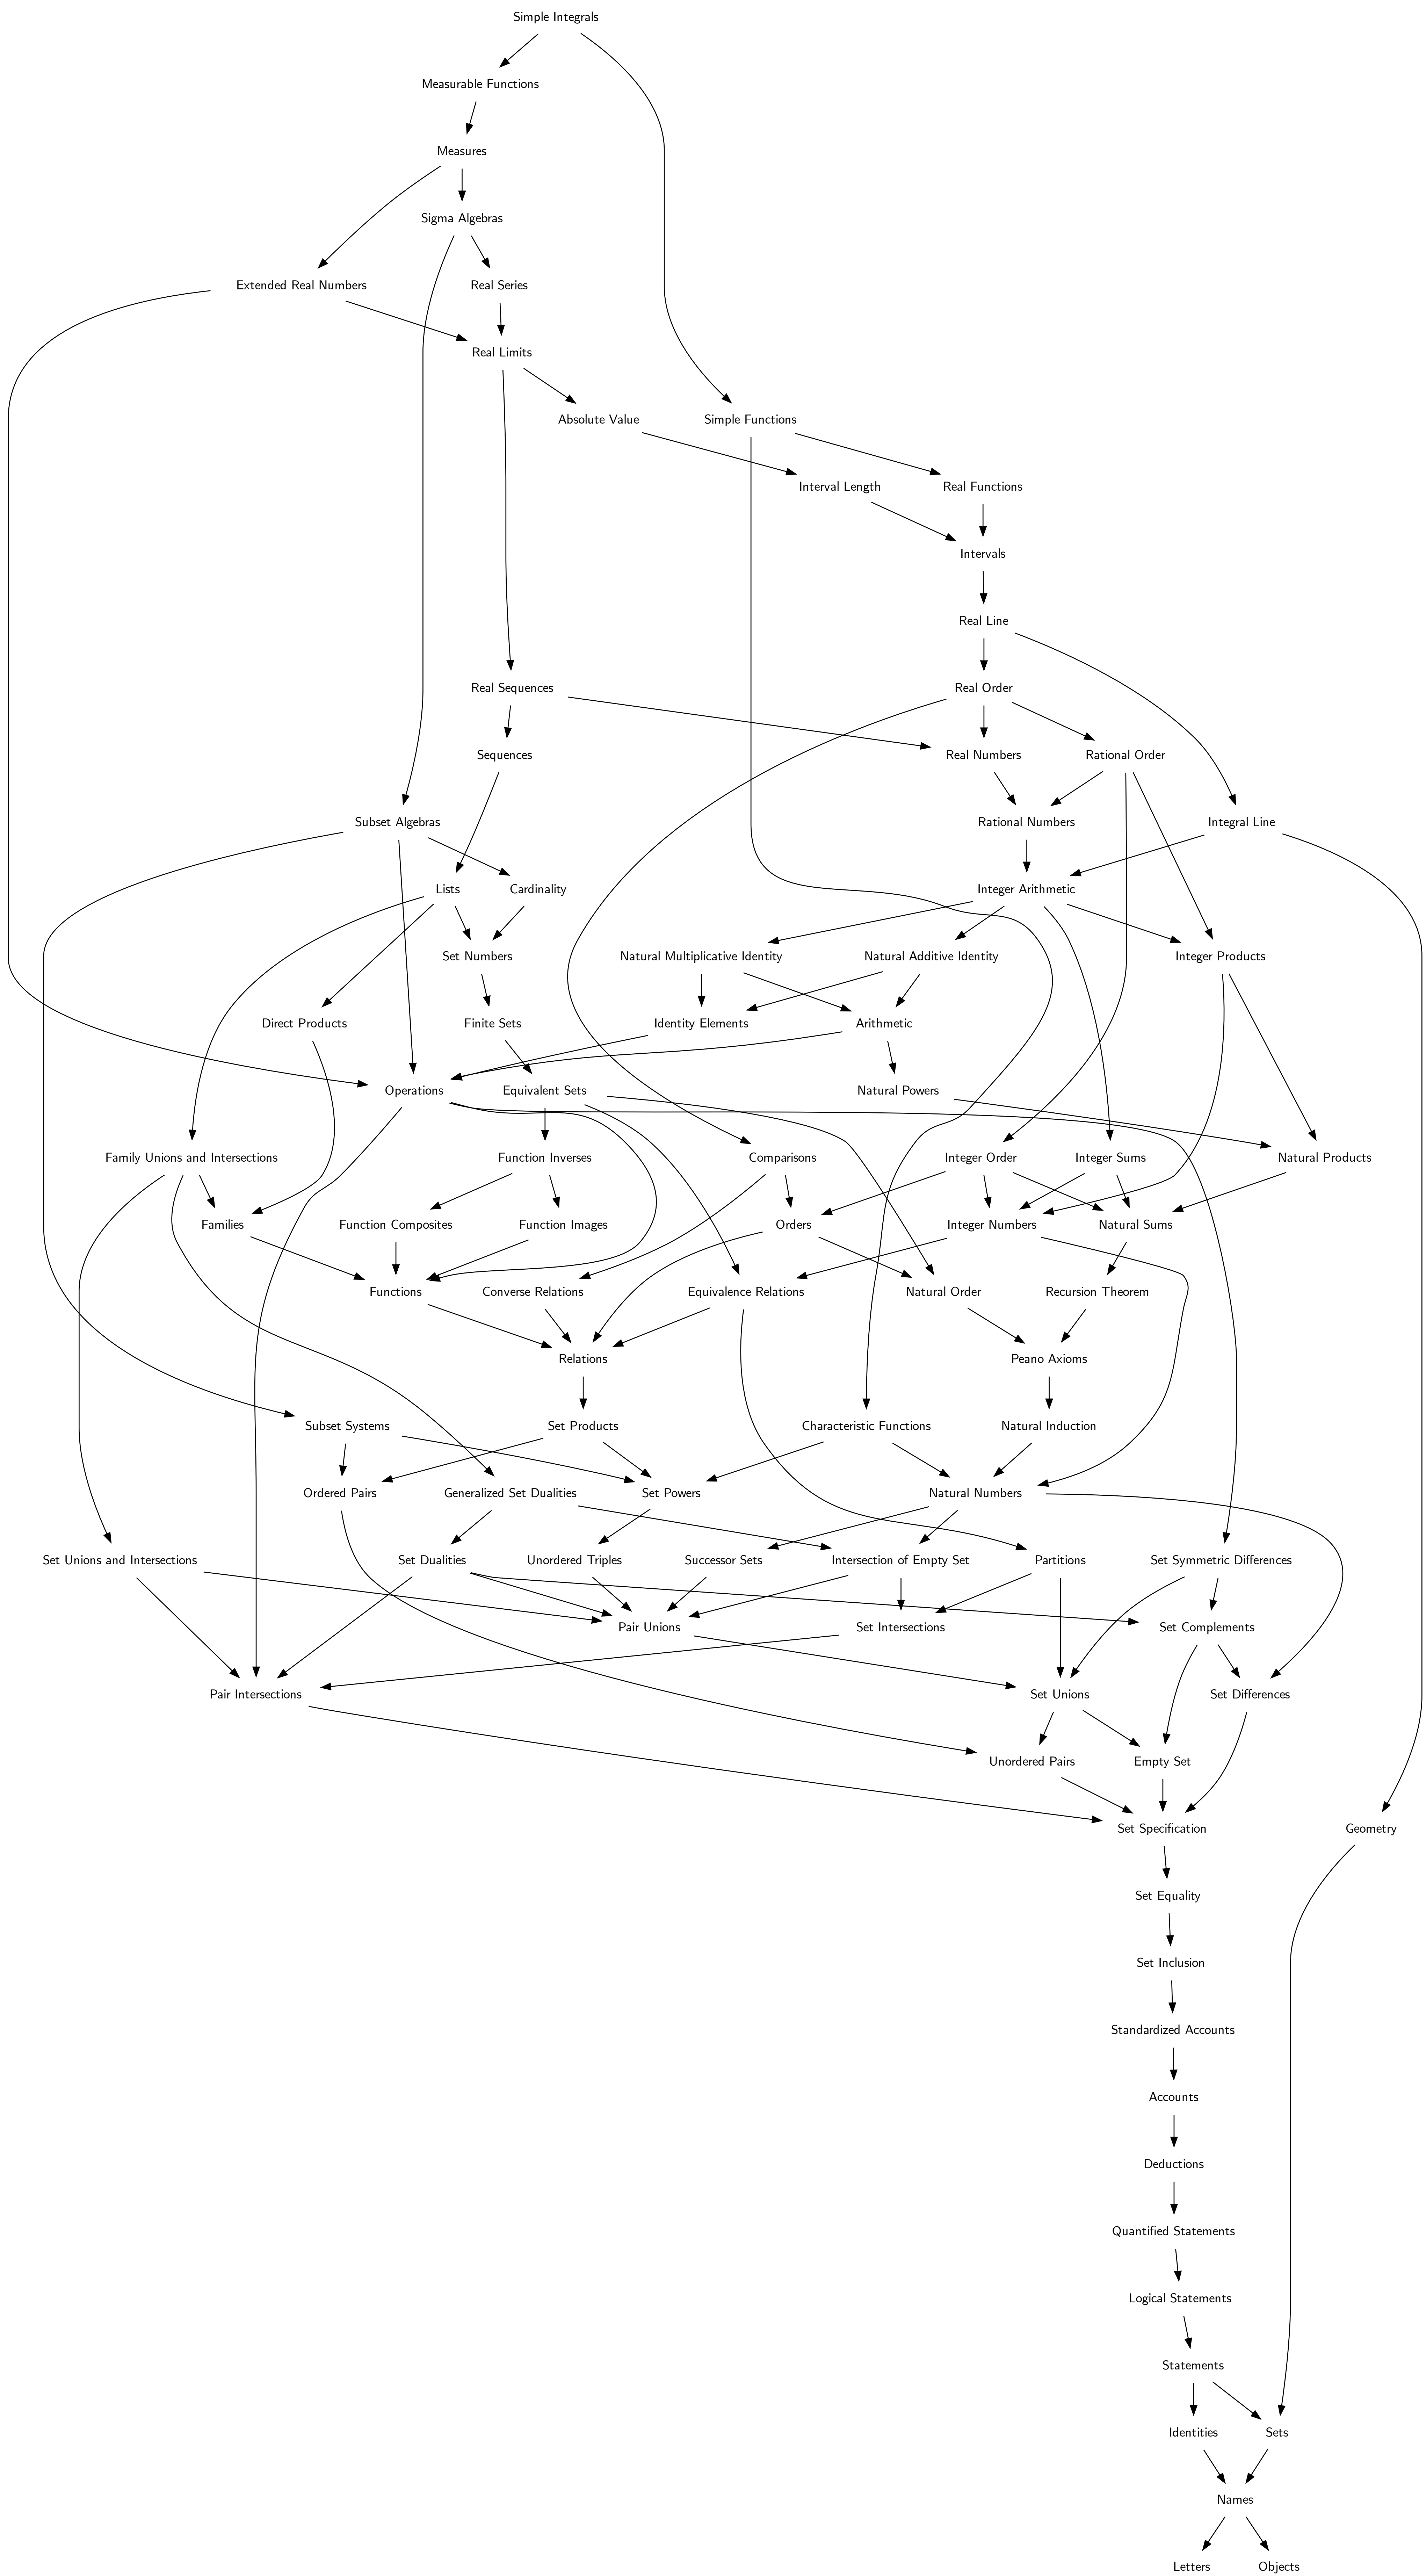 Simple Integrals
Measurable Functions
Measures
Sigma Algebras
Extended Real Numbers
Real Series
Real Limits
Absolute Value
Simple Functions
Interval Length
Real Functions
Intervals
Real Line
Real Sequences
Real Order
Sequences
Real Numbers
Rational Order
Subset Algebras
Rational Numbers
Integral Line
Lists
Cardinality
Integer Arithmetic
Set Numbers
Natural Multiplicative Identity
Natural Additive Identity
Integer Products
Direct Products
Finite Sets
Identity Elements
Arithmetic
Operations
Equivalent Sets
Natural Powers
Family Unions and Intersections
Function Inverses
Comparisons
Integer Order
Integer Sums
Natural Products
Families
Function Composites
Function Images
Orders
Integer Numbers
Natural Sums
Functions
Converse Relations
Equivalence Relations
Natural Order
Recursion Theorem
Relations
Peano Axioms
Subset Systems
Set Products
Characteristic Functions
Natural Induction
Ordered Pairs
Generalized Set Dualities
Set Powers
Natural Numbers
Set Unions and Intersections
Set Dualities
Unordered Triples
Successor Sets
Intersection of Empty Set
Partitions
Set Symmetric Differences
Pair Unions
Set Intersections
Set Complements
Pair Intersections
Set Unions
Set Differences
Unordered Pairs
Empty Set
Set Specification
Geometry
Set Equality
Set Inclusion
Standardized Accounts
Accounts
Deductions
Quantified Statements
Logical Statements
Statements
Identities
Sets
Names
Letters
Objects